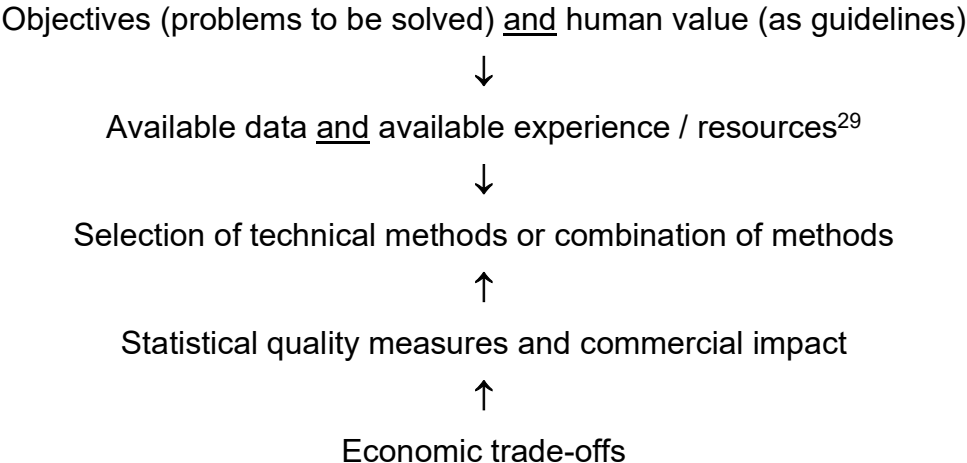 Objectives (problems to be solved) and human value (as guidelines)
↓
Available data and available experience / resources²⁹
↓
Selection of technical methods or combination of methods
↑
Statistical quality measures and commercial impact
↑
Economic trade-offs